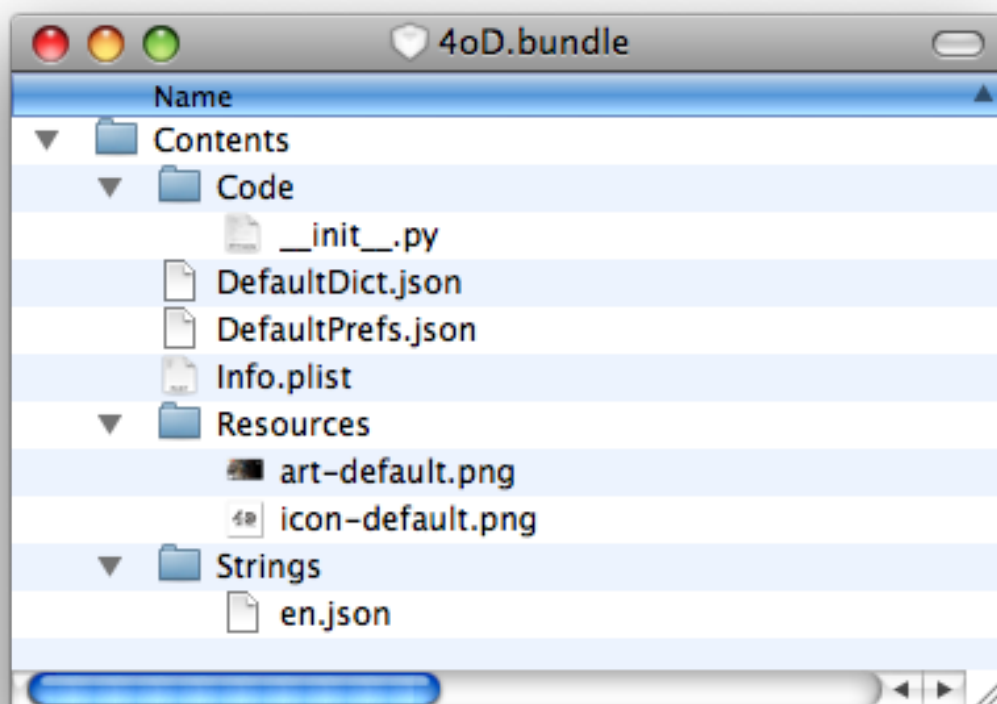 4oD.bundle
Name
Contents
Code
__init__.py
DefaultDict.json
DefaultPrefs.json
Info.plist
Resources
art-default.png
icon-default.png
Strings
en.json